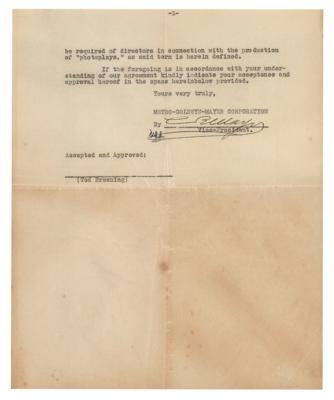 -3-
be required of directors in connection with the production
of "photoplays," as said term is herein defined.
If the foregoing is in accordance with your under-
standing of our agreement kindly indicate your acceptance and
approval hereof in the space hereinbelow provided.
Yours very truly,
METRO-GOLDWYN-MAYER CORPORATION
By
Vice-President.
Accepted and Approved:
(Tod Browning)